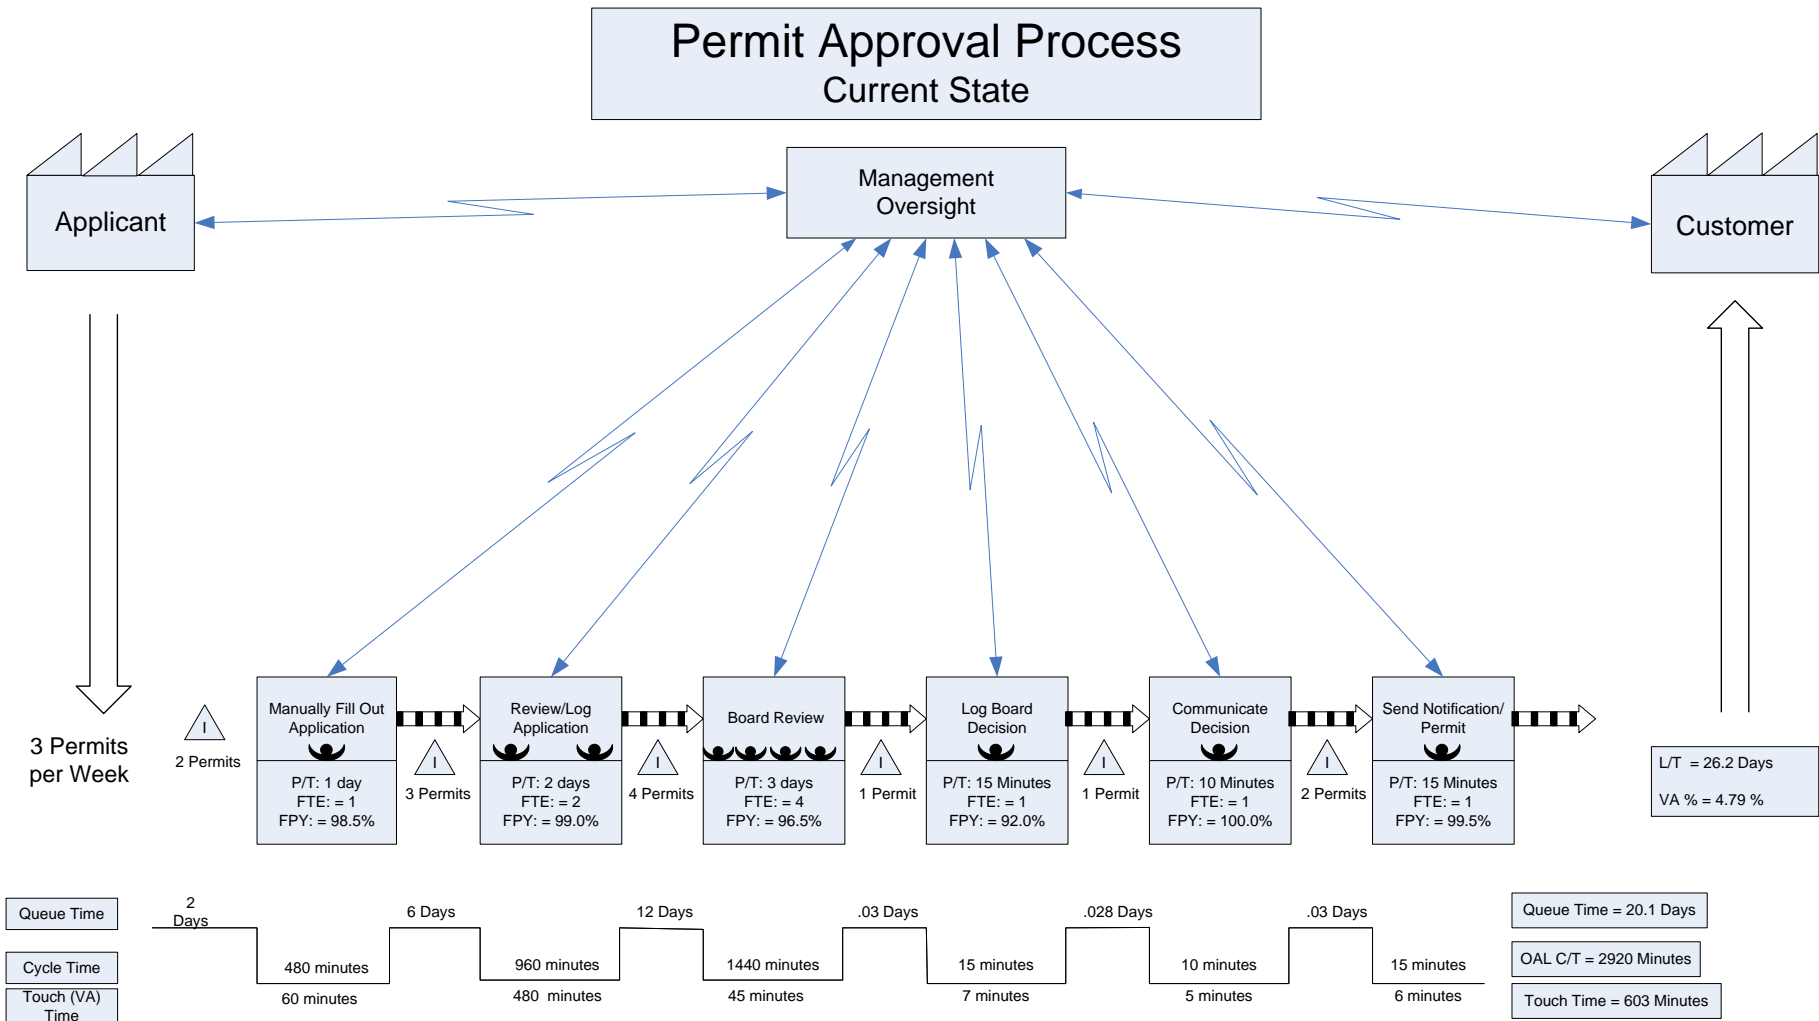 Permit Approval Process
Current State
Applicant
Management
Oversight
Customer
3 Permits
per Week
I
2 Permits
Manually Fill Out
Application
P/T: 1 day
FTE: = 1
FPY: = 98.5%
I
3 Permits
Review/Log
Application
P/T: 2 days
FTE: = 2
FPY: = 99.0%
I
4 Permits
Board Review
P/T: 3 days
FTE: = 4
FPY: = 96.5%
I
1 Permit
Log Board
Decision
P/T: 15 Minutes
FTE: = 1
FPY: = 92.0%
I
1 Permit
Communicate
Decision
P/T: 10 Minutes
FTE: = 1
FPY: = 100.0%
I
2 Permits
Send Notification/
Permit
P/T: 15 Minutes
FTE: = 1
FPY: = 99.5%
L/T = 26.2 Days
VA % = 4.79 %
Queue Time
2
Days
6 Days
12 Days
.03 Days
.028 Days
.03 Days
Queue Time = 20.1 Days
Cycle Time
480 minutes
960 minutes
1440 minutes
15 minutes
10 minutes
15 minutes
OAL C/T = 2920 Minutes
Touch (VA)
Time
60 minutes
480 minutes
45 minutes
7 minutes
5 minutes
6 minutes
Touch Time = 603 Minutes